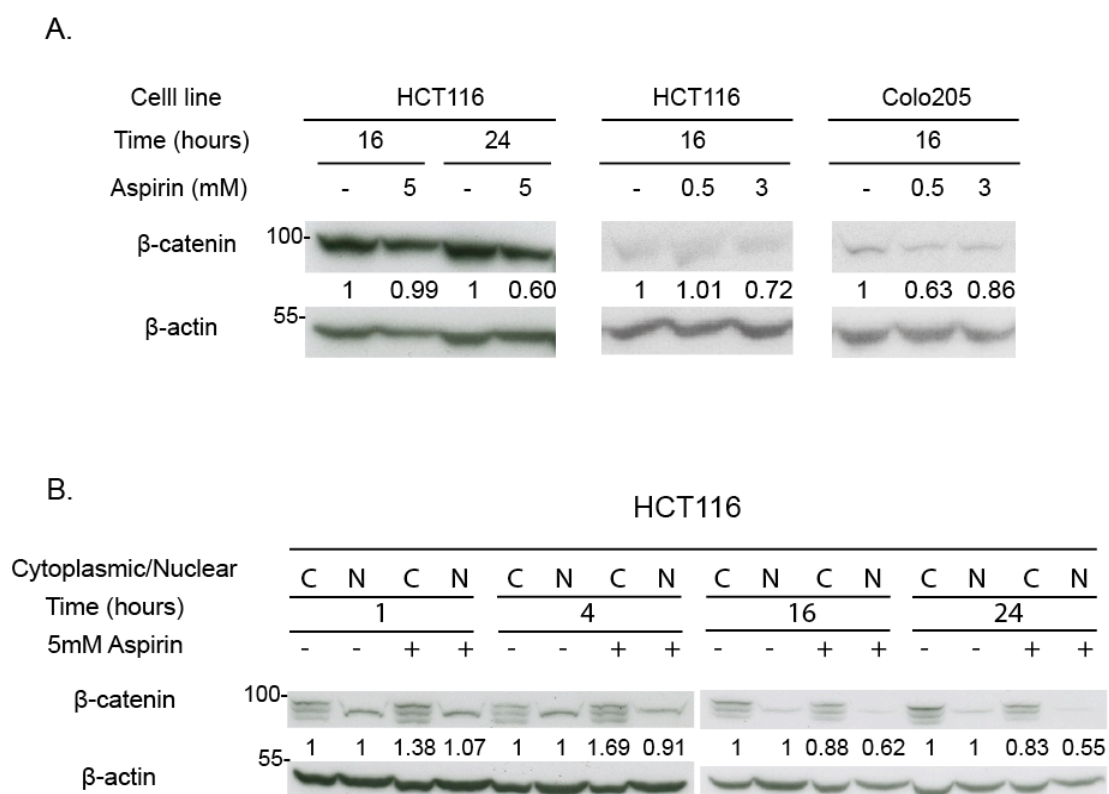 A.
Celll line HCT116 HCT116 Colo205
Time (hours) 16 24 16 16
Aspirin (mM) - 5 - 5 - 0.5 3 - 0.5 3
β-catenin 100-
1 0.99 1 0.60 1 1.01 0.72 1 0.63 0.86
β-actin 55-
B.
HCT116
Cytoplasmic/Nuclear C N C N C N C N C N C N C N C N
Time (hours) 1 4 16 24
5mM Aspirin - - + + - - + + - - + + - - + +
β-catenin 100-
1 1 1.38 1.07 1 1 1.69 0.91 1 1 0.88 0.62 1 1 0.83 0.55
β-actin 55-